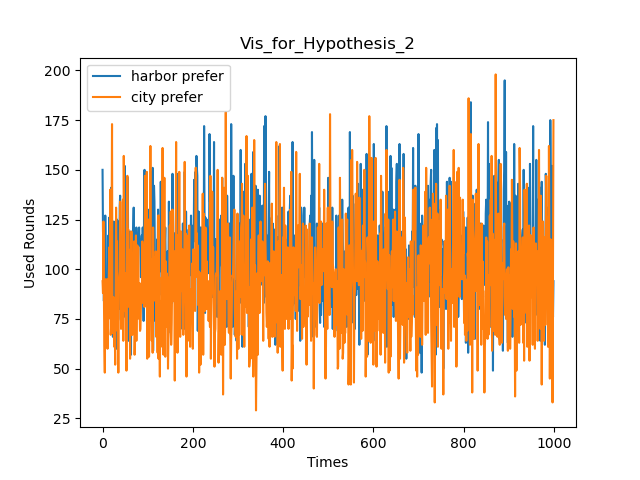 Vis_for_Hypothesis_2
harbor prefer
city prefer
200
175
150
125
100
75
50
25
Used Rounds
0 200 400 600 800 1000
Times